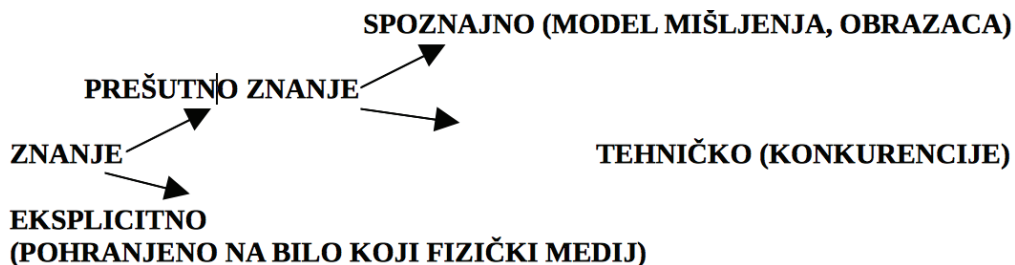 SPOZNAJNO (MODEL MIŠLJENJA, OBRAZACA)
PREŠUTNO ZNANJE
ZNANJE
TEHNIČKO (KONKURENCIJE)
EKSPLICITNO
(POHRANJENO NA BILO KOJI FIZIČKI MEDIJ)